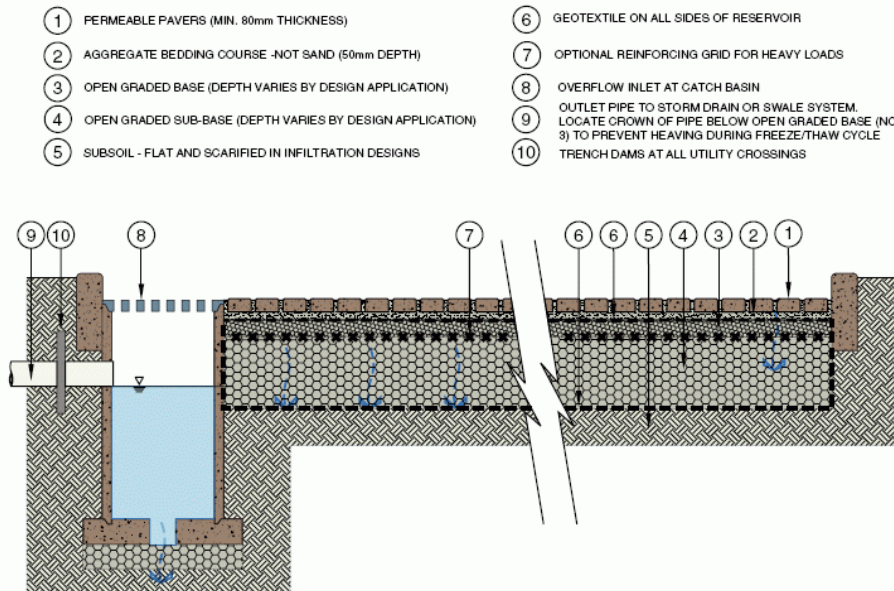 1 PERMEABLE PAVERS (MIN. 80mm THICKNESS)
2 AGGREGATE BEDDING COURSE -NOT SAND (50mm DEPTH)
3 OPEN GRADED BASE (DEPTH VARIES BY DESIGN APPLICATION)
4 OPEN GRADED SUB-BASE (DEPTH VARIES BY DESIGN APPLICATION)
5 SUBSOIL - FLAT AND SCARIFIED IN INFILTRATION DESIGNS
6 GEOTEXTILE ON ALL SIDES OF RESERVOIR
7 OPTIONAL REINFORCING GRID FOR HEAVY LOADS
8 OVERFLOW INLET AT CATCH BASIN
9 OUTLET PIPE TO STORM DRAIN OR SWALE SYSTEM.
LOCATE CROWN OF PIPE BELOW OPEN GRADED BASE (NO
3) TO PREVENT HEAVING DURING FREEZE/THAW CYCLE
10 TRENCH DAMS AT ALL UTILITY CROSSINGS
9 10 8 7 6 6 5 4 3 2 1